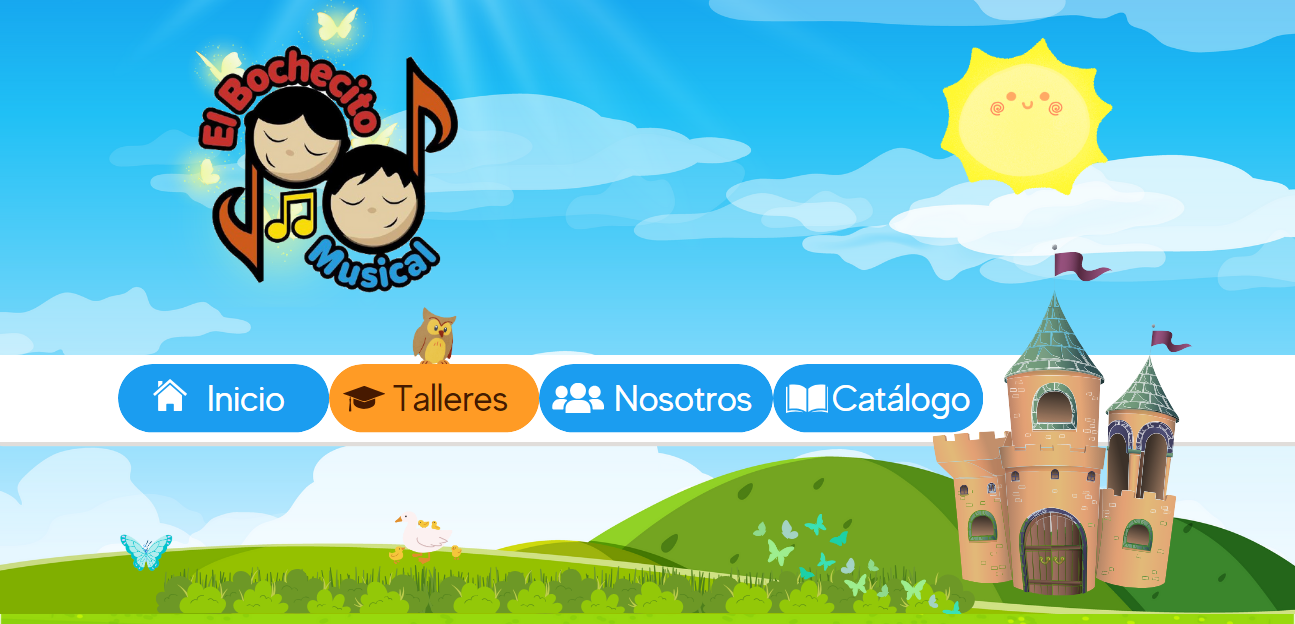 El Bochecito
Musical
Inicio
Talleres
Nosotros
Catálogo